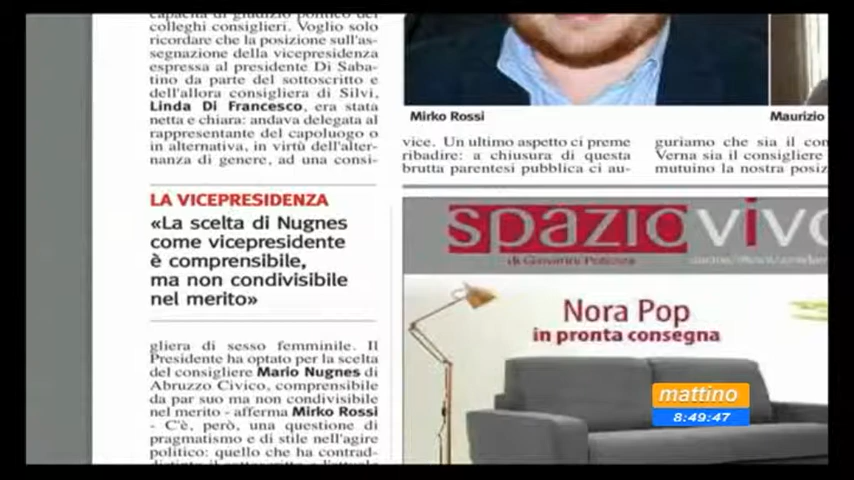 capacità di giudizio politico dei
colleghi consiglieri. Voglio solo
ricordare che la posizione sull'as-
segnazione della vicepresidenza
espressa al presidente Di Saba-
tino da parte del sottoscritto e
dell'allora consigliera di Silvi,
Linda Di Francesco, era stata
netta e chiara: andava delegata al
rappresentante del capoluogo o
in alternativa, in virtù dell'alter-
nanza di genere, ad una consi-
LA VICEPRESIDENZA
«La scelta di Nugnes
come vicepresidente
è comprensibile,
ma non condivisibile
nel merito»
gliera di sesso femminile. Il
Presidente ha optato per la scelta
del consigliere Mario Nugnes di
Abruzzo Civico, comprensibile
da par suo ma non condivisibile
nel merito - afferma Mirko Rossi
- C'è, però, una questione di
pragmatismo e di stile nell'agire
politico: quello che ha contrad-
Mirko Rossi
Maurizio
vice. Un ultimo aspetto ci preme
ribadire: a chiusura di questa
brutta parentesi pubblica ci au-
guriamo che sia il con
Verna sia il consigliere
mutuino la nostra posiz
spaziovivo
di Giovanni
Nora Pop
in pronta consegna
mattino
8:49:47